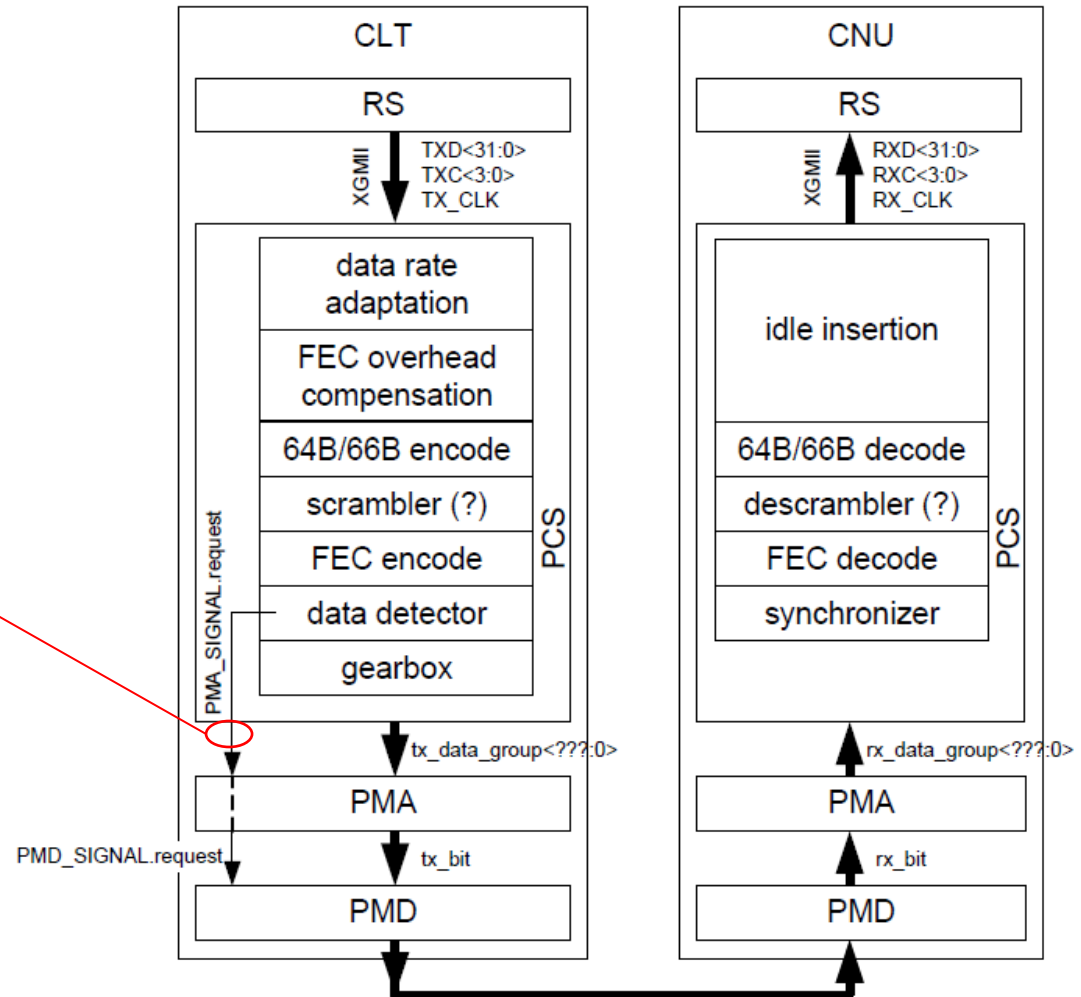 CLT
RS
XGMII
TXD<31:0>
TXC<3:0>
TX_CLK
data rate
adaptation
FEC overhead
compensation
64B/66B encode
scrambler (?)
FEC encode
data detector
gearbox
PCS
PMA_SIGNAL.request
tx_data_group<???:0>
PMA
PMD_SIGNAL.request
tx_bit
PMD
CNU
RS
XGMII
RXD<31:0>
RXC<3:0>
RX_CLK
idle insertion
64B/66B decode
descrambler (?)
FEC decode
synchronizer
PCS
rx_data_group<???:0>
PMA
rx_bit
PMD